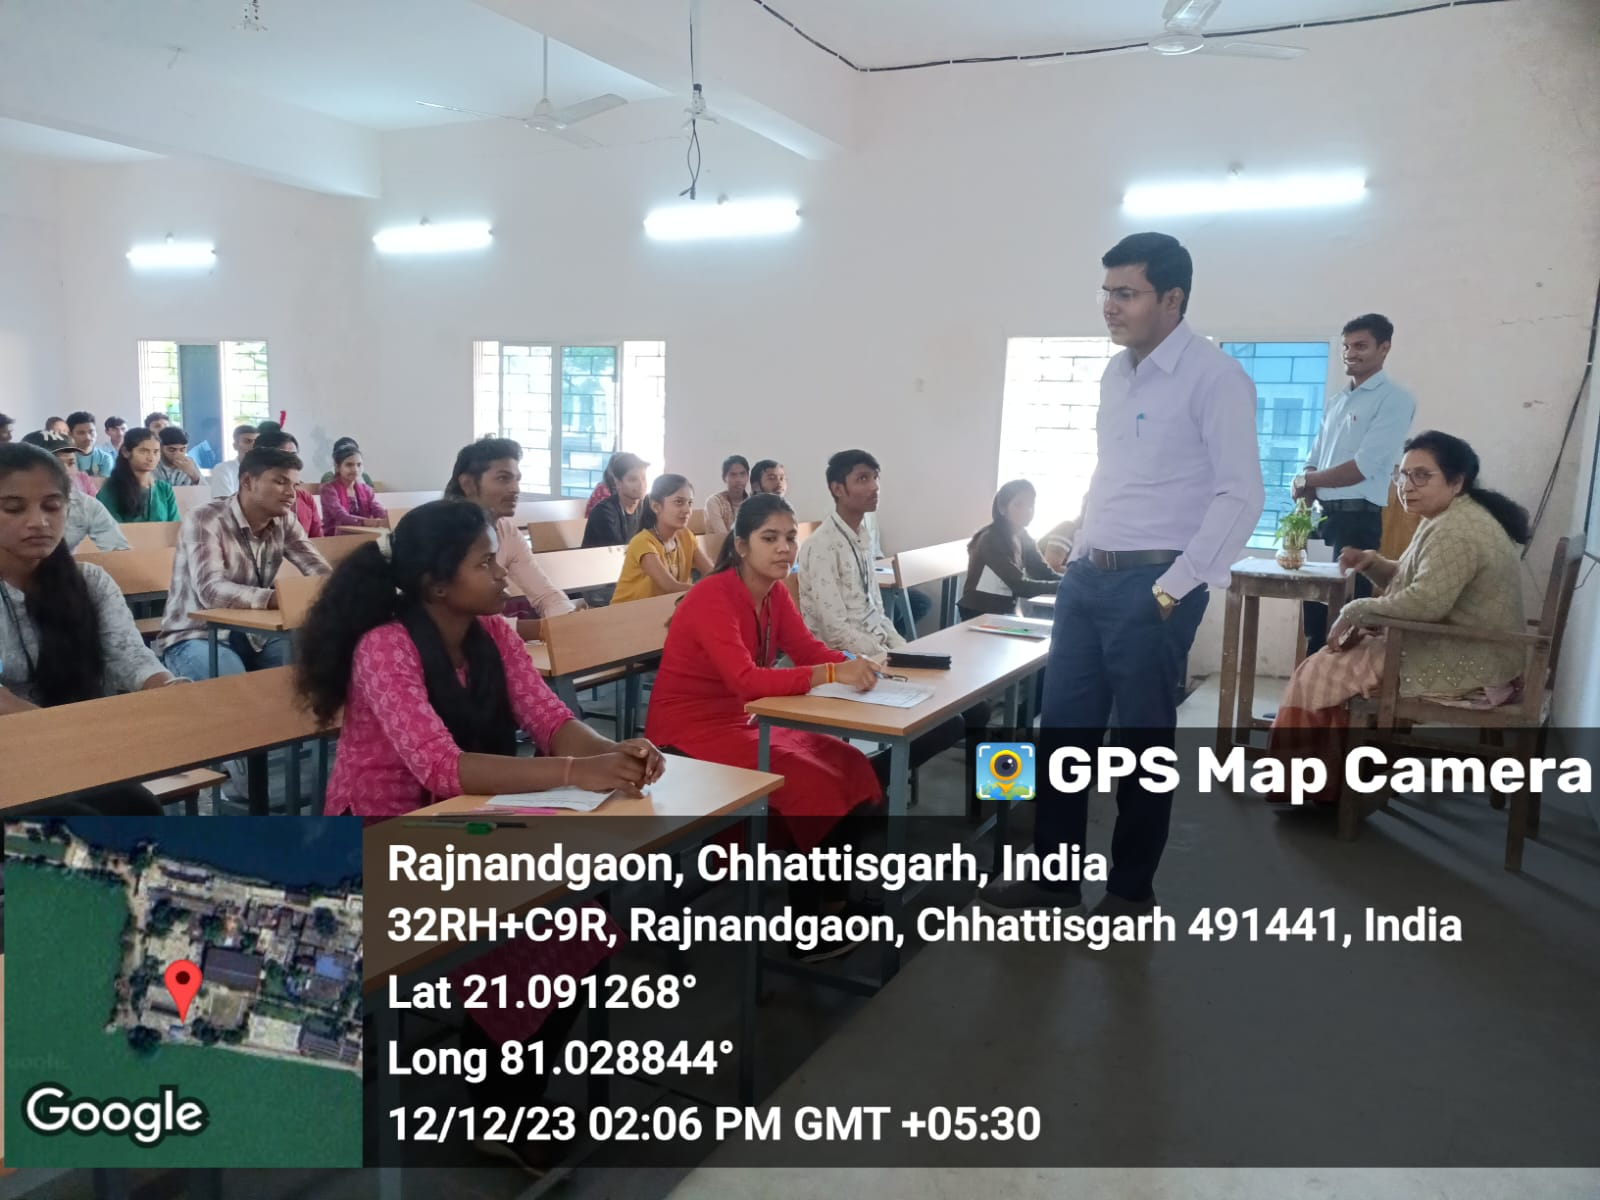 GPS Map Camera
Rajnandgaon, Chhattisgarh, India
32RH+C9R, Rajnandgaon, Chhattisgarh 491441, India
Lat 21.091268°
Long 81.028844°
12/12/23 02:06 PM GMT +05:30
Google